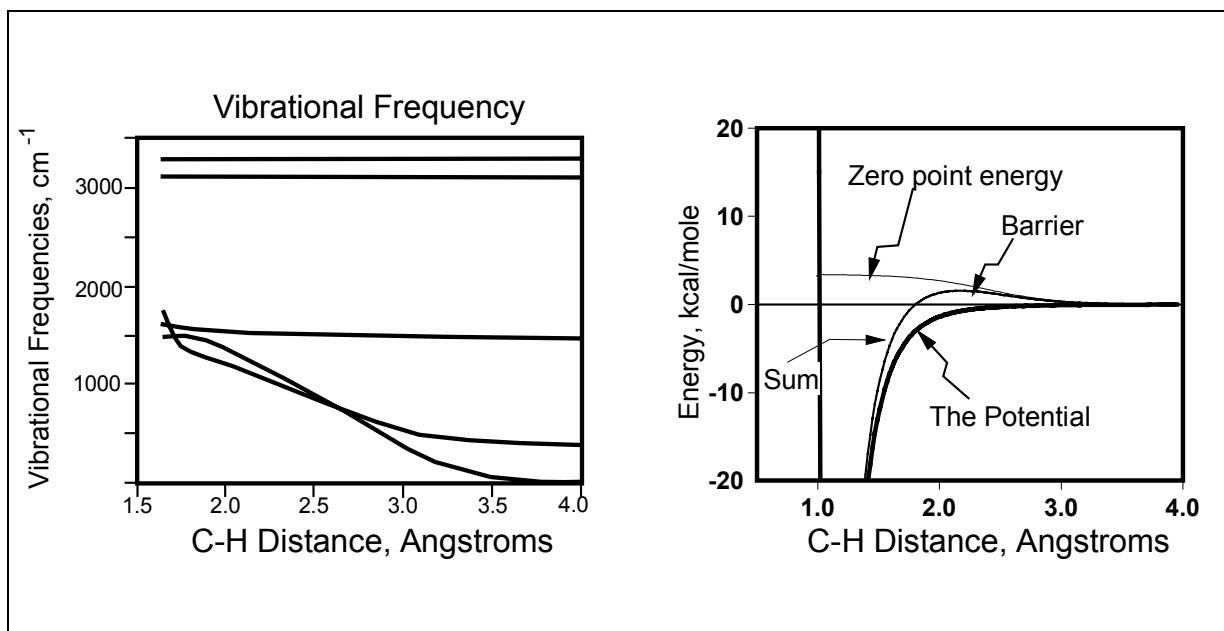 Vibrational Frequency
Vibrational Frequencies, cm-1
3000
2000
1000
1.5 2.0 2.5 3.0 3.5 4.0
C-H Distance, Angstroms
Energy, kcal/mole
20
10
0
-10
-20
Zero point energy
Barrier
Sum
The Potential
1.0 2.0 3.0 4.0
C-H Distance, Angstroms